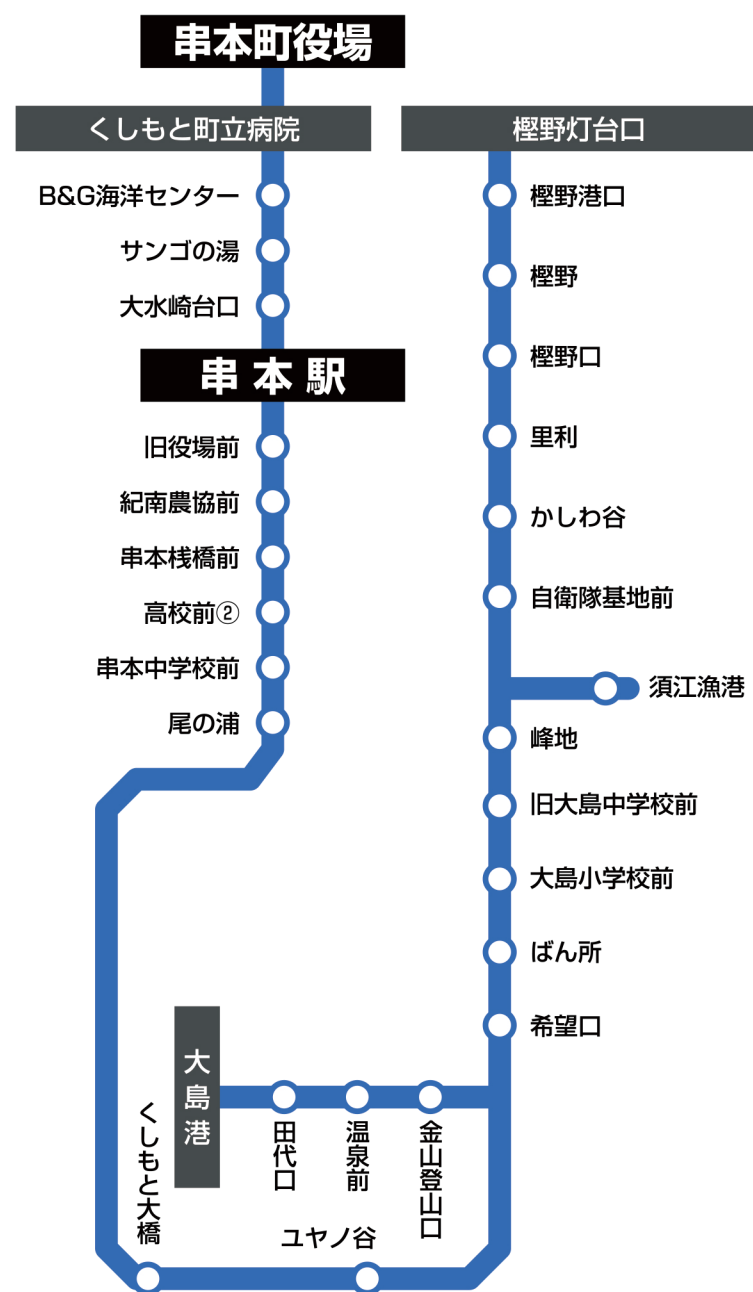 串本町役場
くしもと町立病院
B&G海洋センター
サンゴの湯
大水崎台口
串本駅
旧役場前
紀南農協前
串本桟橋前
高校前②
串本中学校前
尾の浦
くしもと大橋
ユヤノ谷
大島港
田代口
温泉前
金山登山口
樫野灯台口
樫野港口
樫野
樫野口
里利
かしわ谷
自衛隊基地前
須江漁港
峰地
旧大島中学校前
大島小学校前
ばん所
希望口